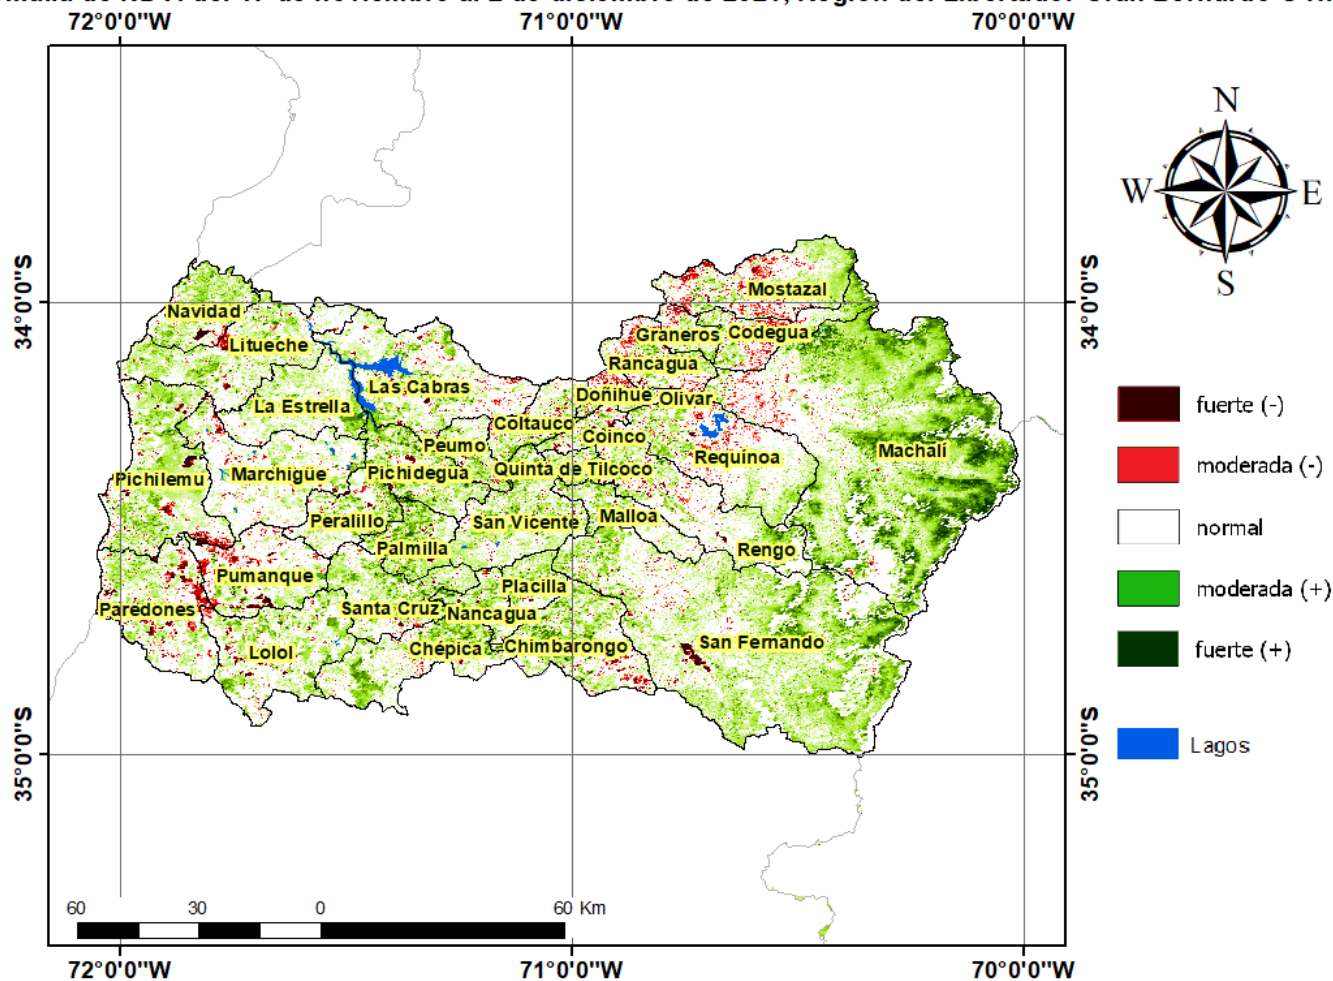 72°0'0"W 71°0'0"W 70°0'0"W
N
W E
S
34°0'0"S
34°0'0"S
Mostazal
Navidad
Graneros Codegua
Litueche
Rancagua
Las Cabras
Doñihue Olivar
La Estrella
Coltauco
Coinco
Peumo
Machalí
Requinoa
Pichilemu Marchigue Pichidegua Quinta de Tilcoco
Peralillo San Vicente Malloa
Palmilla Rengo
Pumanque
Placilla
Paredones Santa Cruz Nancagua
Lolol Chépica Chimbarongo San Fernando
fuerte (-)
moderada (-)
normal
moderada (+)
fuerte (+)
Lagos
35°0'0"S
35°0'0"S
60 30 0 60 Km
72°0'0"W 71°0'0"W 70°0'0"W